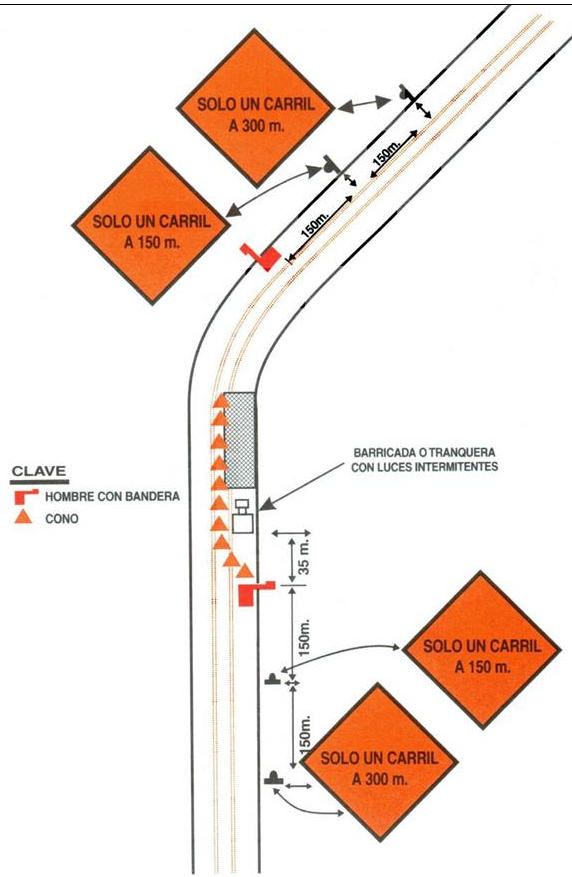 SOLO UN CARRIL
A 300 m.
150m.
SOLO UN CARRIL
A 150 m.
150m.
BARRICADA O TRANQUERA
CON LUCES INTERMITENTES
CLAVE
HOMBRE CON BANDERA
CONO
35 m.
150m.
SOLO UN CARRIL
A 150 m.
150m.
SOLO UN CARRIL
A 300 m.